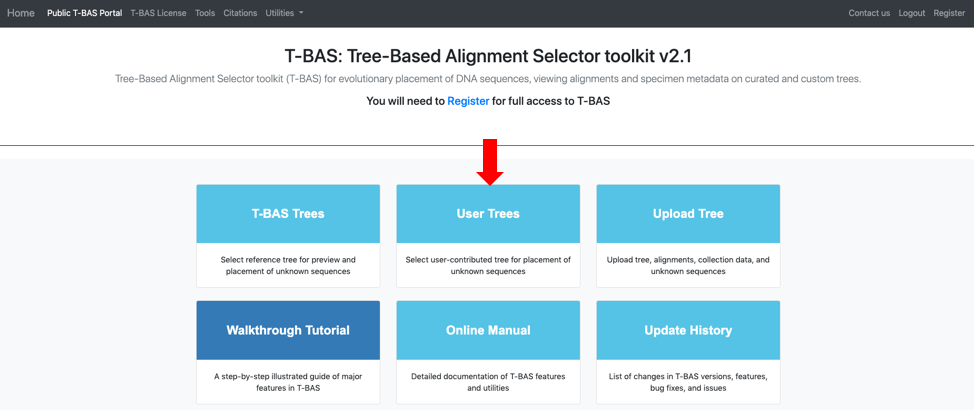 Home Public T-BAS Portal T-BAS License Tools Citations Utilities Contact us Logout Register
T-BAS: Tree-Based Alignment Selector toolkit v2.1
Tree-Based Alignment Selector toolkit (T-BAS) for evolutionary placement of DNA sequences, viewing alignments and specimen metadata on curated and custom trees.
You will need to Register for full access to T-BAS
T-BAS Trees
Select reference tree for preview and
placement of unknown sequences
User Trees
Select user-contributed tree for placement of
unknown sequences
Upload Tree
Upload tree, alignments, collection data, and
unknown sequences
Walkthrough Tutorial
A step-by-step illustrated guide of major
features in T-BAS
Online Manual
Detailed documentation of T-BAS features
and utilities
Update History
List of changes in T-BAS versions, features,
bug fixes, and issues